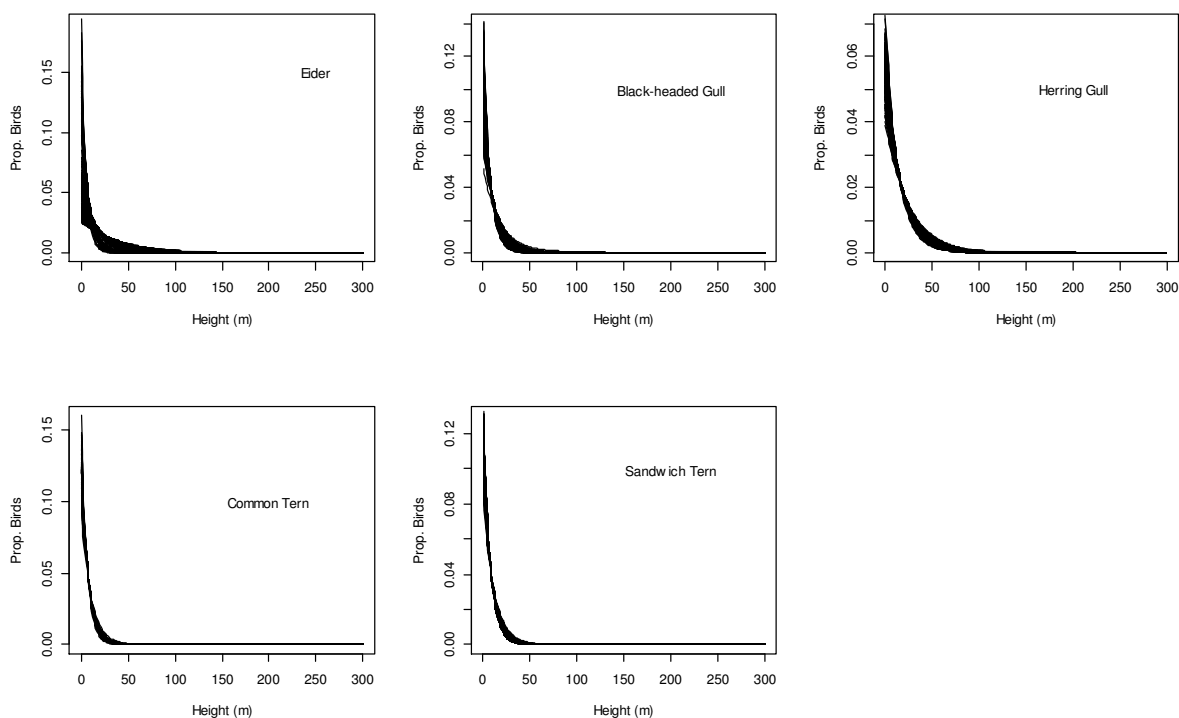 Eider
Prop. Birds
0.00 0.05 0.10 0.15
0 50 100 150 200 250 300
Height (m)
Black-headed Gull
Prop. Birds
0.00 0.04 0.08 0.12
0 50 100 150 200 250 300
Height (m)
Herring Gull
Prop. Birds
0.00 0.02 0.04 0.06
0 50 100 150 200 250 300
Height (m)
Common Tern
Prop. Birds
0.00 0.05 0.10 0.15
0 50 100 150 200 250 300
Height (m)
Sandwich Tern
Prop. Birds
0.00 0.04 0.08 0.12
0 50 100 150 200 250 300
Height (m)